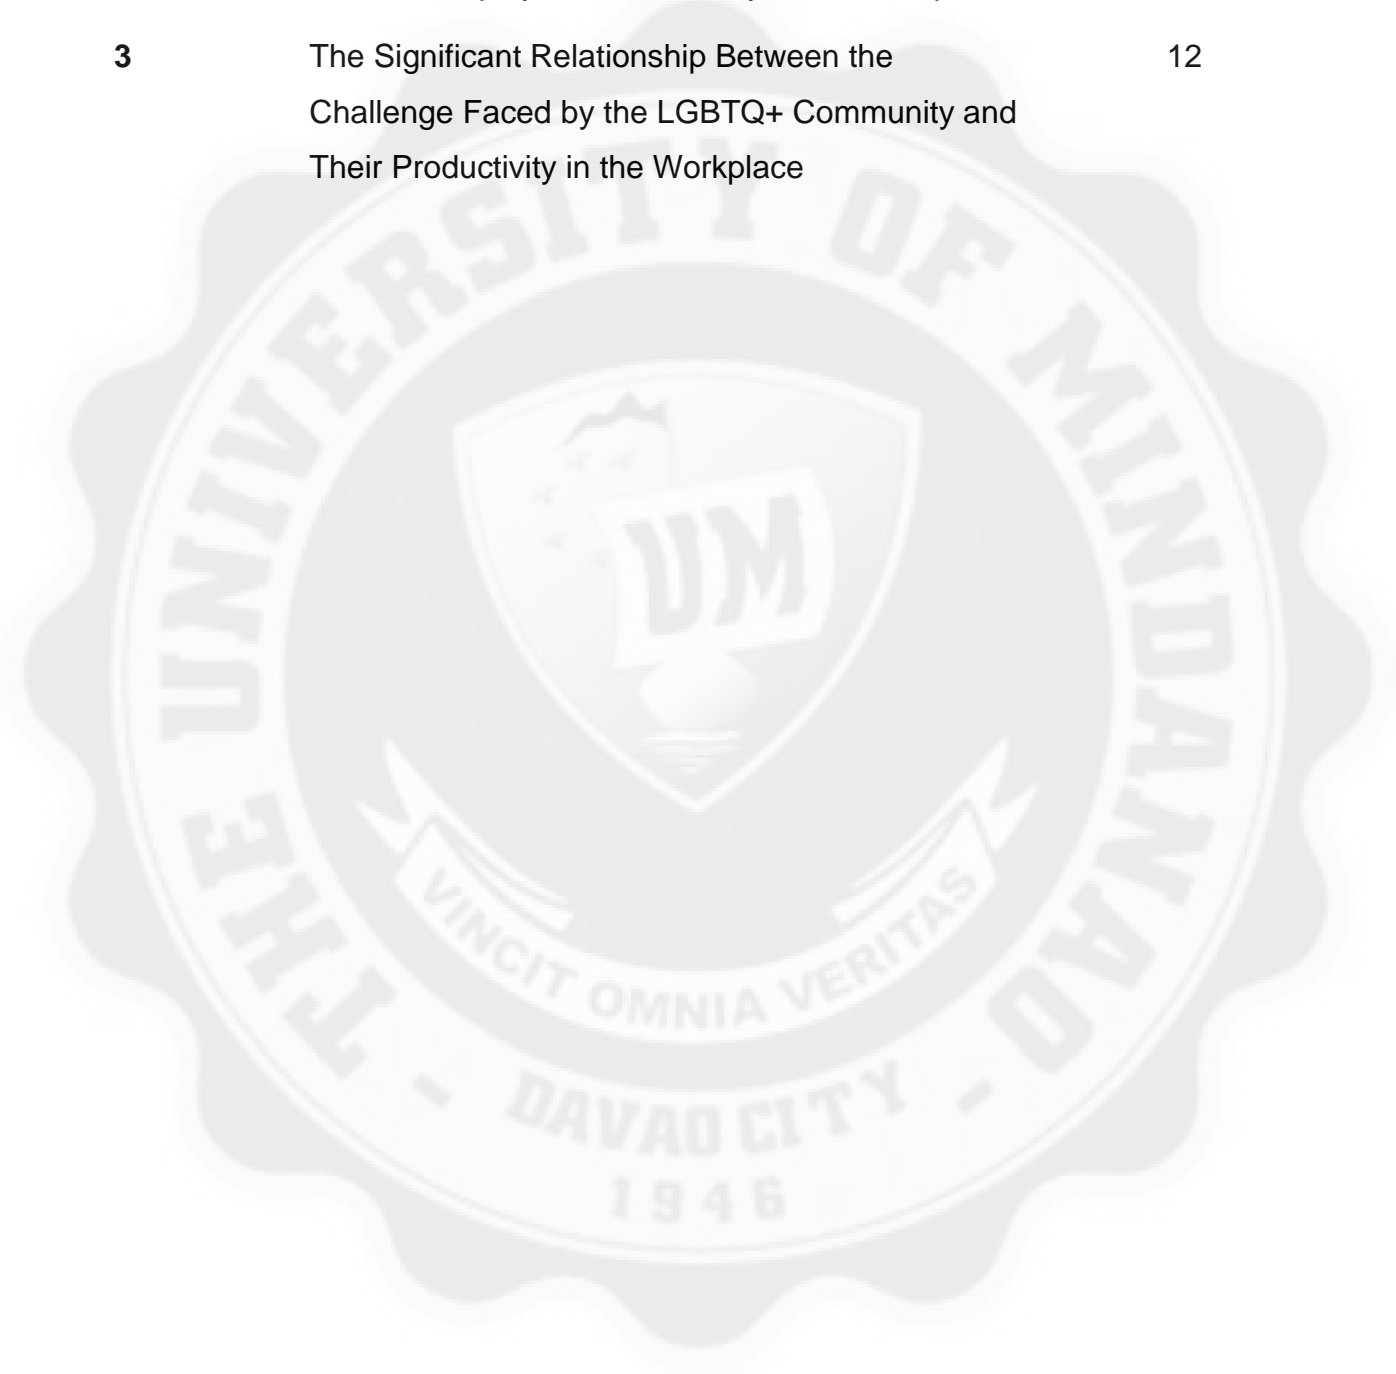 3 The Significant Relationship Between the 12
Challenge Faced by the LGBTQ+ Community and
Their Productivity in the Workplace
THE UNIVERSITY OF MINDANAO
UM
VINCIT OMNIA VERITAS
- DAVAO CITY -
1946